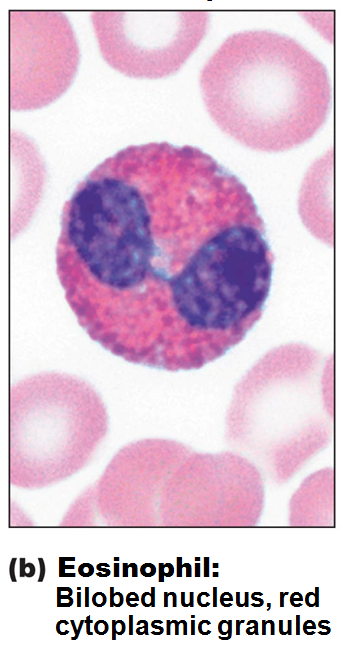 (b) Eosinophil:
Bilobed nucleus, red
cytoplasmic granules